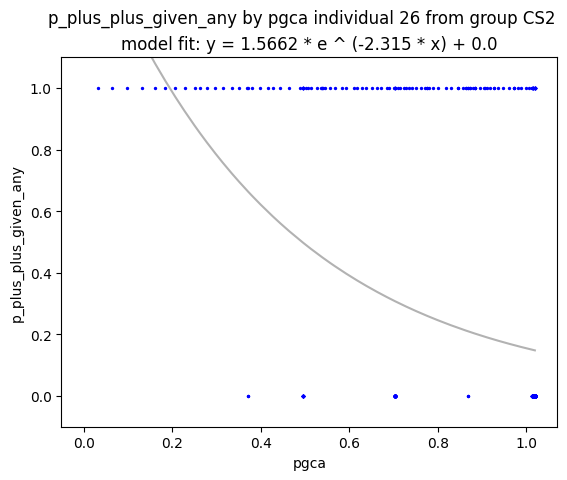 p_plus_plus_given_any by pgca individual 26 from group CS2
model fit: y = 1.5662 * e ^ (-2.315 * x) + 0.0
p_plus_plus_given_any
1.0
0.8
0.6
0.4
0.2
0.0
0.0 0.2 0.4 0.6 0.8 1.0
pgca